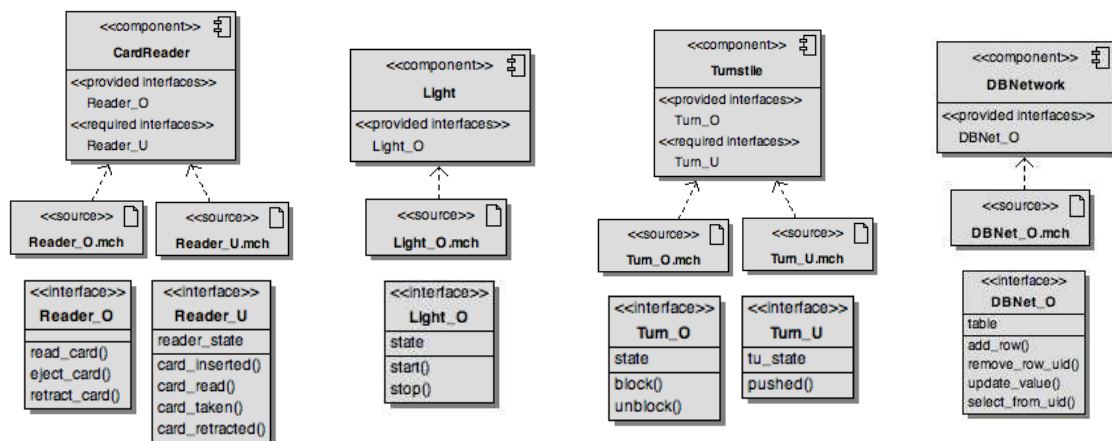 <<component>>
CardReader
<<provided interfaces>>
Reader_O
<<required interfaces>>
Reader_U
<<source>>
Reader_O.mch
<<source>>
Reader_U.mch
<<interface>>
Reader_O
read_card()
eject_card()
retract_card()
<<interface>>
Reader_U
reader_state
card_inserted()
card_read()
card_taken()
card_retracted()
<<component>>
Light
<<provided interfaces>>
Light_O
<<source>>
Light_O.mch
<<interface>>
Light_O
state
start()
stop()
<<component>>
Turnstile
<<provided interfaces>>
Turn_O
<<required interfaces>>
Turn_U
<<source>>
Turn_O.mch
<<source>>
Turn_U.mch
<<interface>>
Turn_O
state
block()
unblock()
<<interface>>
Turn_U
tu_state
pushed()
<<component>>
DBNetwork
<<provided interfaces>>
DBNet_O
<<source>>
DBNet_O.mch
<<interface>>
DBNet_O
table
add_row()
remove_row_uid()
update_value()
select_from_uid()